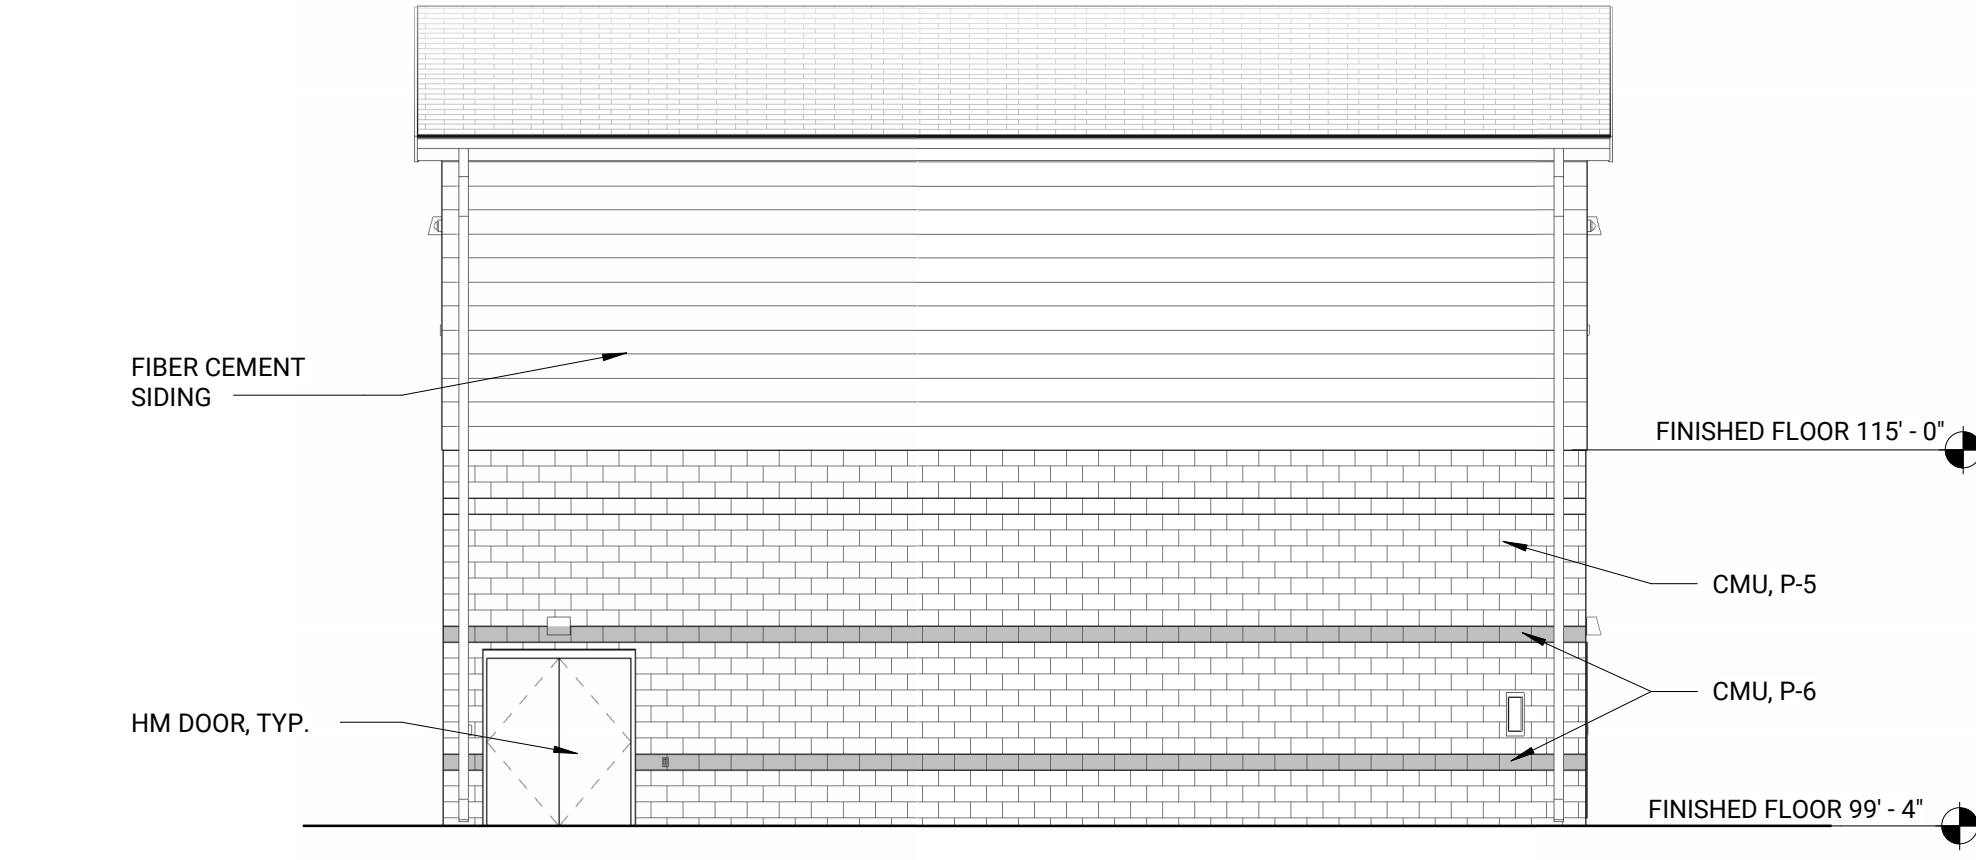 FIBER CEMENT
SIDING
FINISHED FLOOR 115' - 0"
CMU, P-5
CMU, P-6
HM DOOR, TYP.
FINISHED FLOOR 99' - 4"